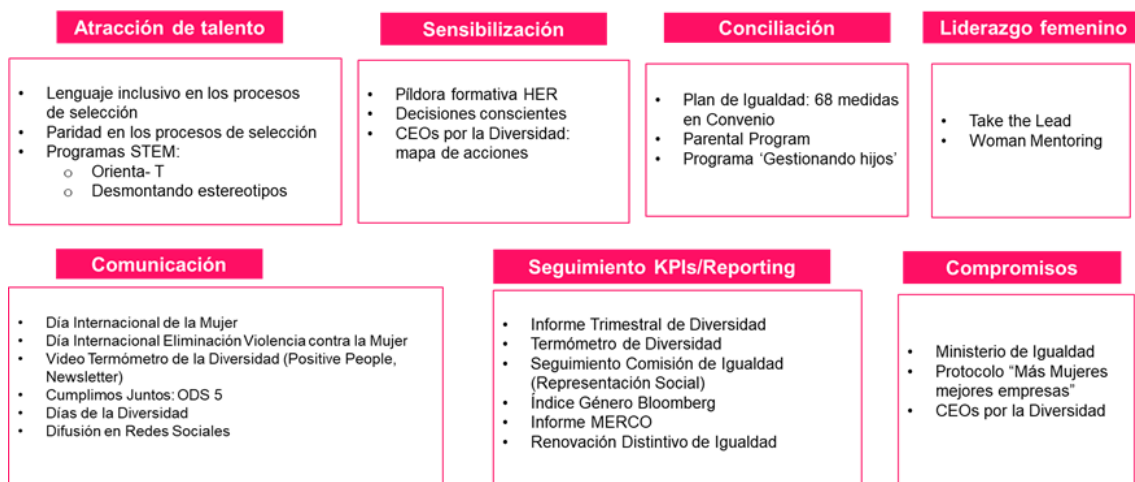 Atracción de talento
• Lenguaje inclusivo en los procesos
de selección
• Paridad en los procesos de selección
• Programas STEM:
o Orienta- T
o Desmontando estereotipos
Sensibilización
• Píldora formativa HER
• Decisiones conscientes
• CEOs por la Diversidad:
mapa de acciones
Conciliación
• Plan de Igualdad: 68 medidas
en Convenio
• Parental Program
• Programa ‘Gestionando hijos’
Liderazgo femenino
• Take the Lead
• Woman Mentoring
Comunicación
• Día Internacional de la Mujer
• Día Internacional Eliminación Violencia contra la Mujer
• Video Termómetro de la Diversidad (Positive People,
Newsletter)
• Cumplimos Juntos: ODS 5
• Días de la Diversidad
• Difusión en Redes Sociales
Seguimiento KPIs/Reporting
• Informe Trimestral de Diversidad
• Termómetro de Diversidad
• Seguimiento Comisión de Igualdad
(Representación Social)
• Índice Género Bloomberg
• Informe MERCO
• Renovación Distintivo de Igualdad
Compromisos
• Ministerio de Igualdad
• Protocolo “Más Mujeres
mejores empresas”
• CEOs por la Diversidad